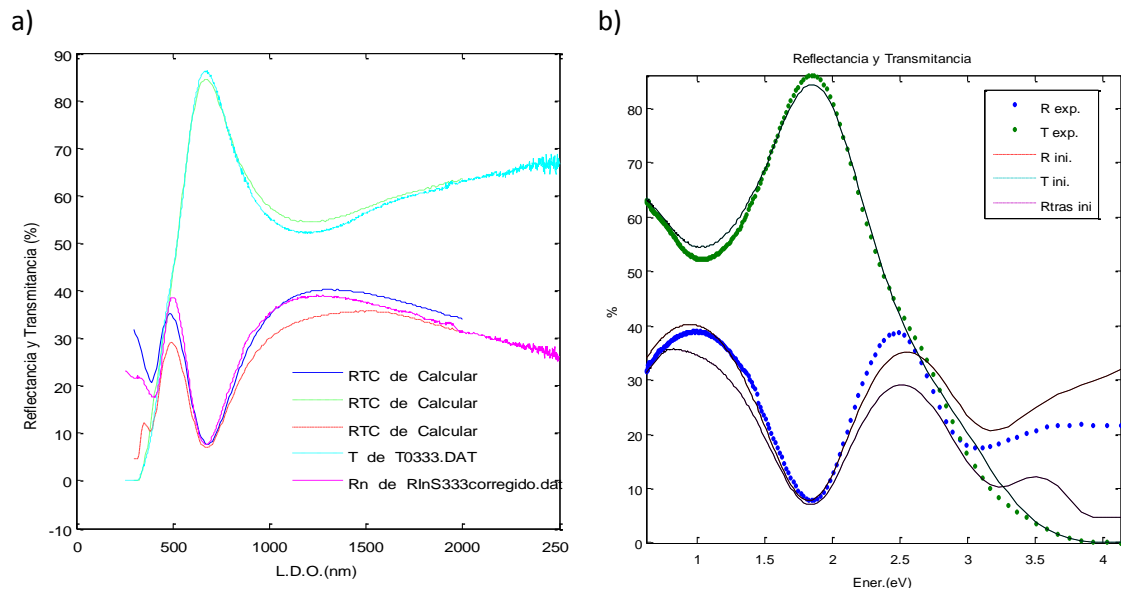 a)
90
80
70
60
50
40
30
20
10
0
-10
Reflectancia y Transmitancia (%)
0
500
1000
1500
2000
250
L.D.O.(nm)
RTC de Calcular
RTC de Calcular
RTC de Calcular
T de T0333.DAT
Rn de RInS333corregido.dat
b)
Reflectancia y Transmitancia
80
70
60
50
40
30
20
10
0
%
1
1.5
2
2.5
3
3.5
4
Ener.(eV)
R exp.
T exp.
R ini.
T ini.
Rtras ini